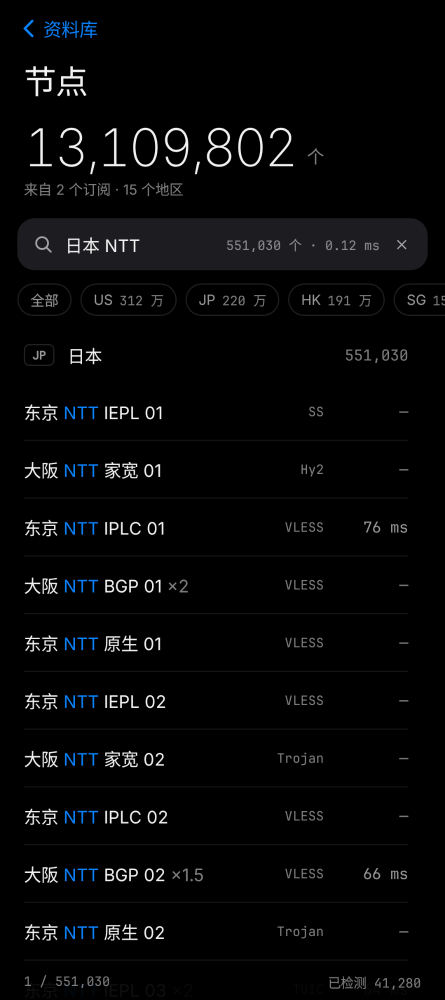 资料库
节点
13,109,802 个
来自 2 个订阅 · 15 个地区
日本 NTT 551,030 个 · 0.12 ms ×
全部 US 312 万 JP 220 万 HK 191 万 SG
JP 日本 551,030
东京 NTT IEPL 01 SS —
大阪 NTT 家宽 01 Hy2 —
东京 NTT IPLC 01 VLESS 76 ms
大阪 NTT BGP 01 ×2 VLESS —
东京 NTT 原生 01 VLESS —
东京 NTT IEPL 02 VLESS —
大阪 NTT 家宽 02 Trojan —
东京 NTT IPLC 02 VLESS —
大阪 NTT BGP 02 ×1.5 VLESS 66 ms
东京 NTT 原生 02 Trojan —
东京 NTT IEPL 03 ×2
1 / 551,030 已检测 41,280